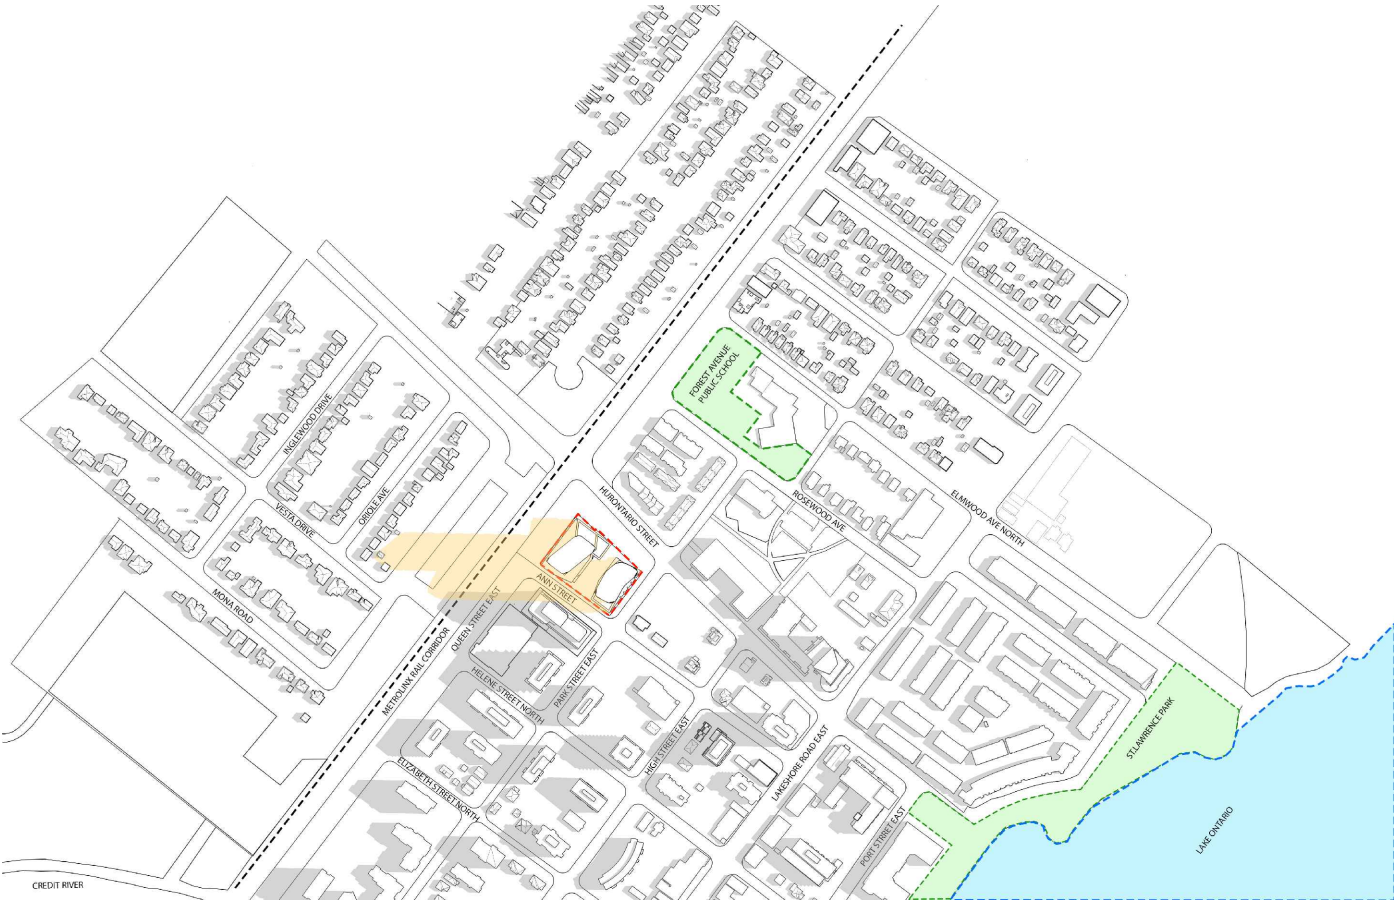 FOREST AVENUE
PUBLIC SCHOOL
INGLEWOOD DRIVE
ORIOLE AVE
VESTA DRIVE
HURONTARIO STREET
ROSEWOOD AVE
ELMWOOD AVE NORTH
MONA ROAD
ANN STREET
QUEEN STREET EAST
METROLINX RAIL CORRIDOR
HELENE STREET NORTH
PARK STREET EAST
HIGH STREET EAST
ELIZABETH STREET NORTH
LAKESHORE ROAD EAST
ST.LAWRENCE PARK
PORT STRRET EAST
LAKE ONTARIO
CREDIT RIVER